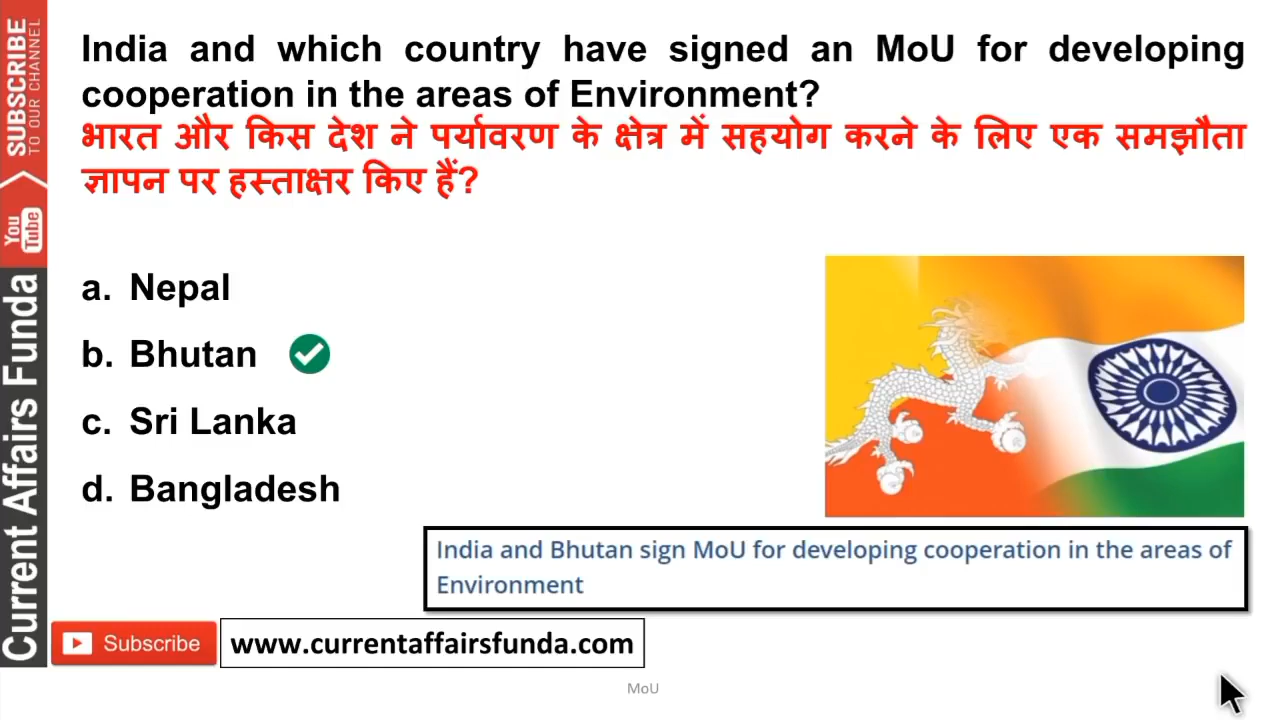 SUBSCRIBE
TO OUR CHANNEL
You
Tube
Current Affairs Funda
India and which country have signed an MoU for developing
cooperation in the areas of Environment?
भारत और किस देश ने पर्यावरण के क्षेत्र में सहयोग करने के लिए एक समझौता
ज्ञापन पर हस्ताक्षर किए हैं?
a. Nepal
b. Bhutan
c. Sri Lanka
d. Bangladesh
India and Bhutan sign MoU for developing cooperation in the areas of
Environment
Subscribe
www.currentaffairsfunda.com
MoU